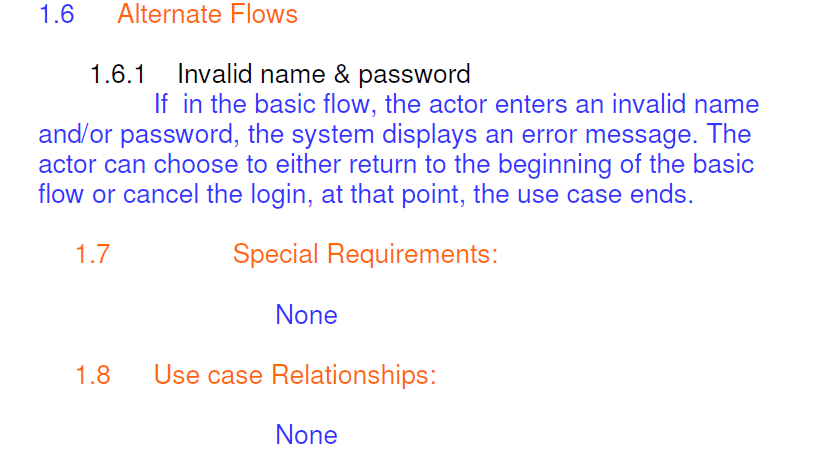 1.6 Alternate Flows
1.6.1 Invalid name & password
If in the basic flow, the actor enters an invalid name
and/or password, the system displays an error message. The
actor can choose to either return to the beginning of the basic
flow or cancel the login, at that point, the use case ends.
1.7 Special Requirements:
None
1.8 Use case Relationships:
None